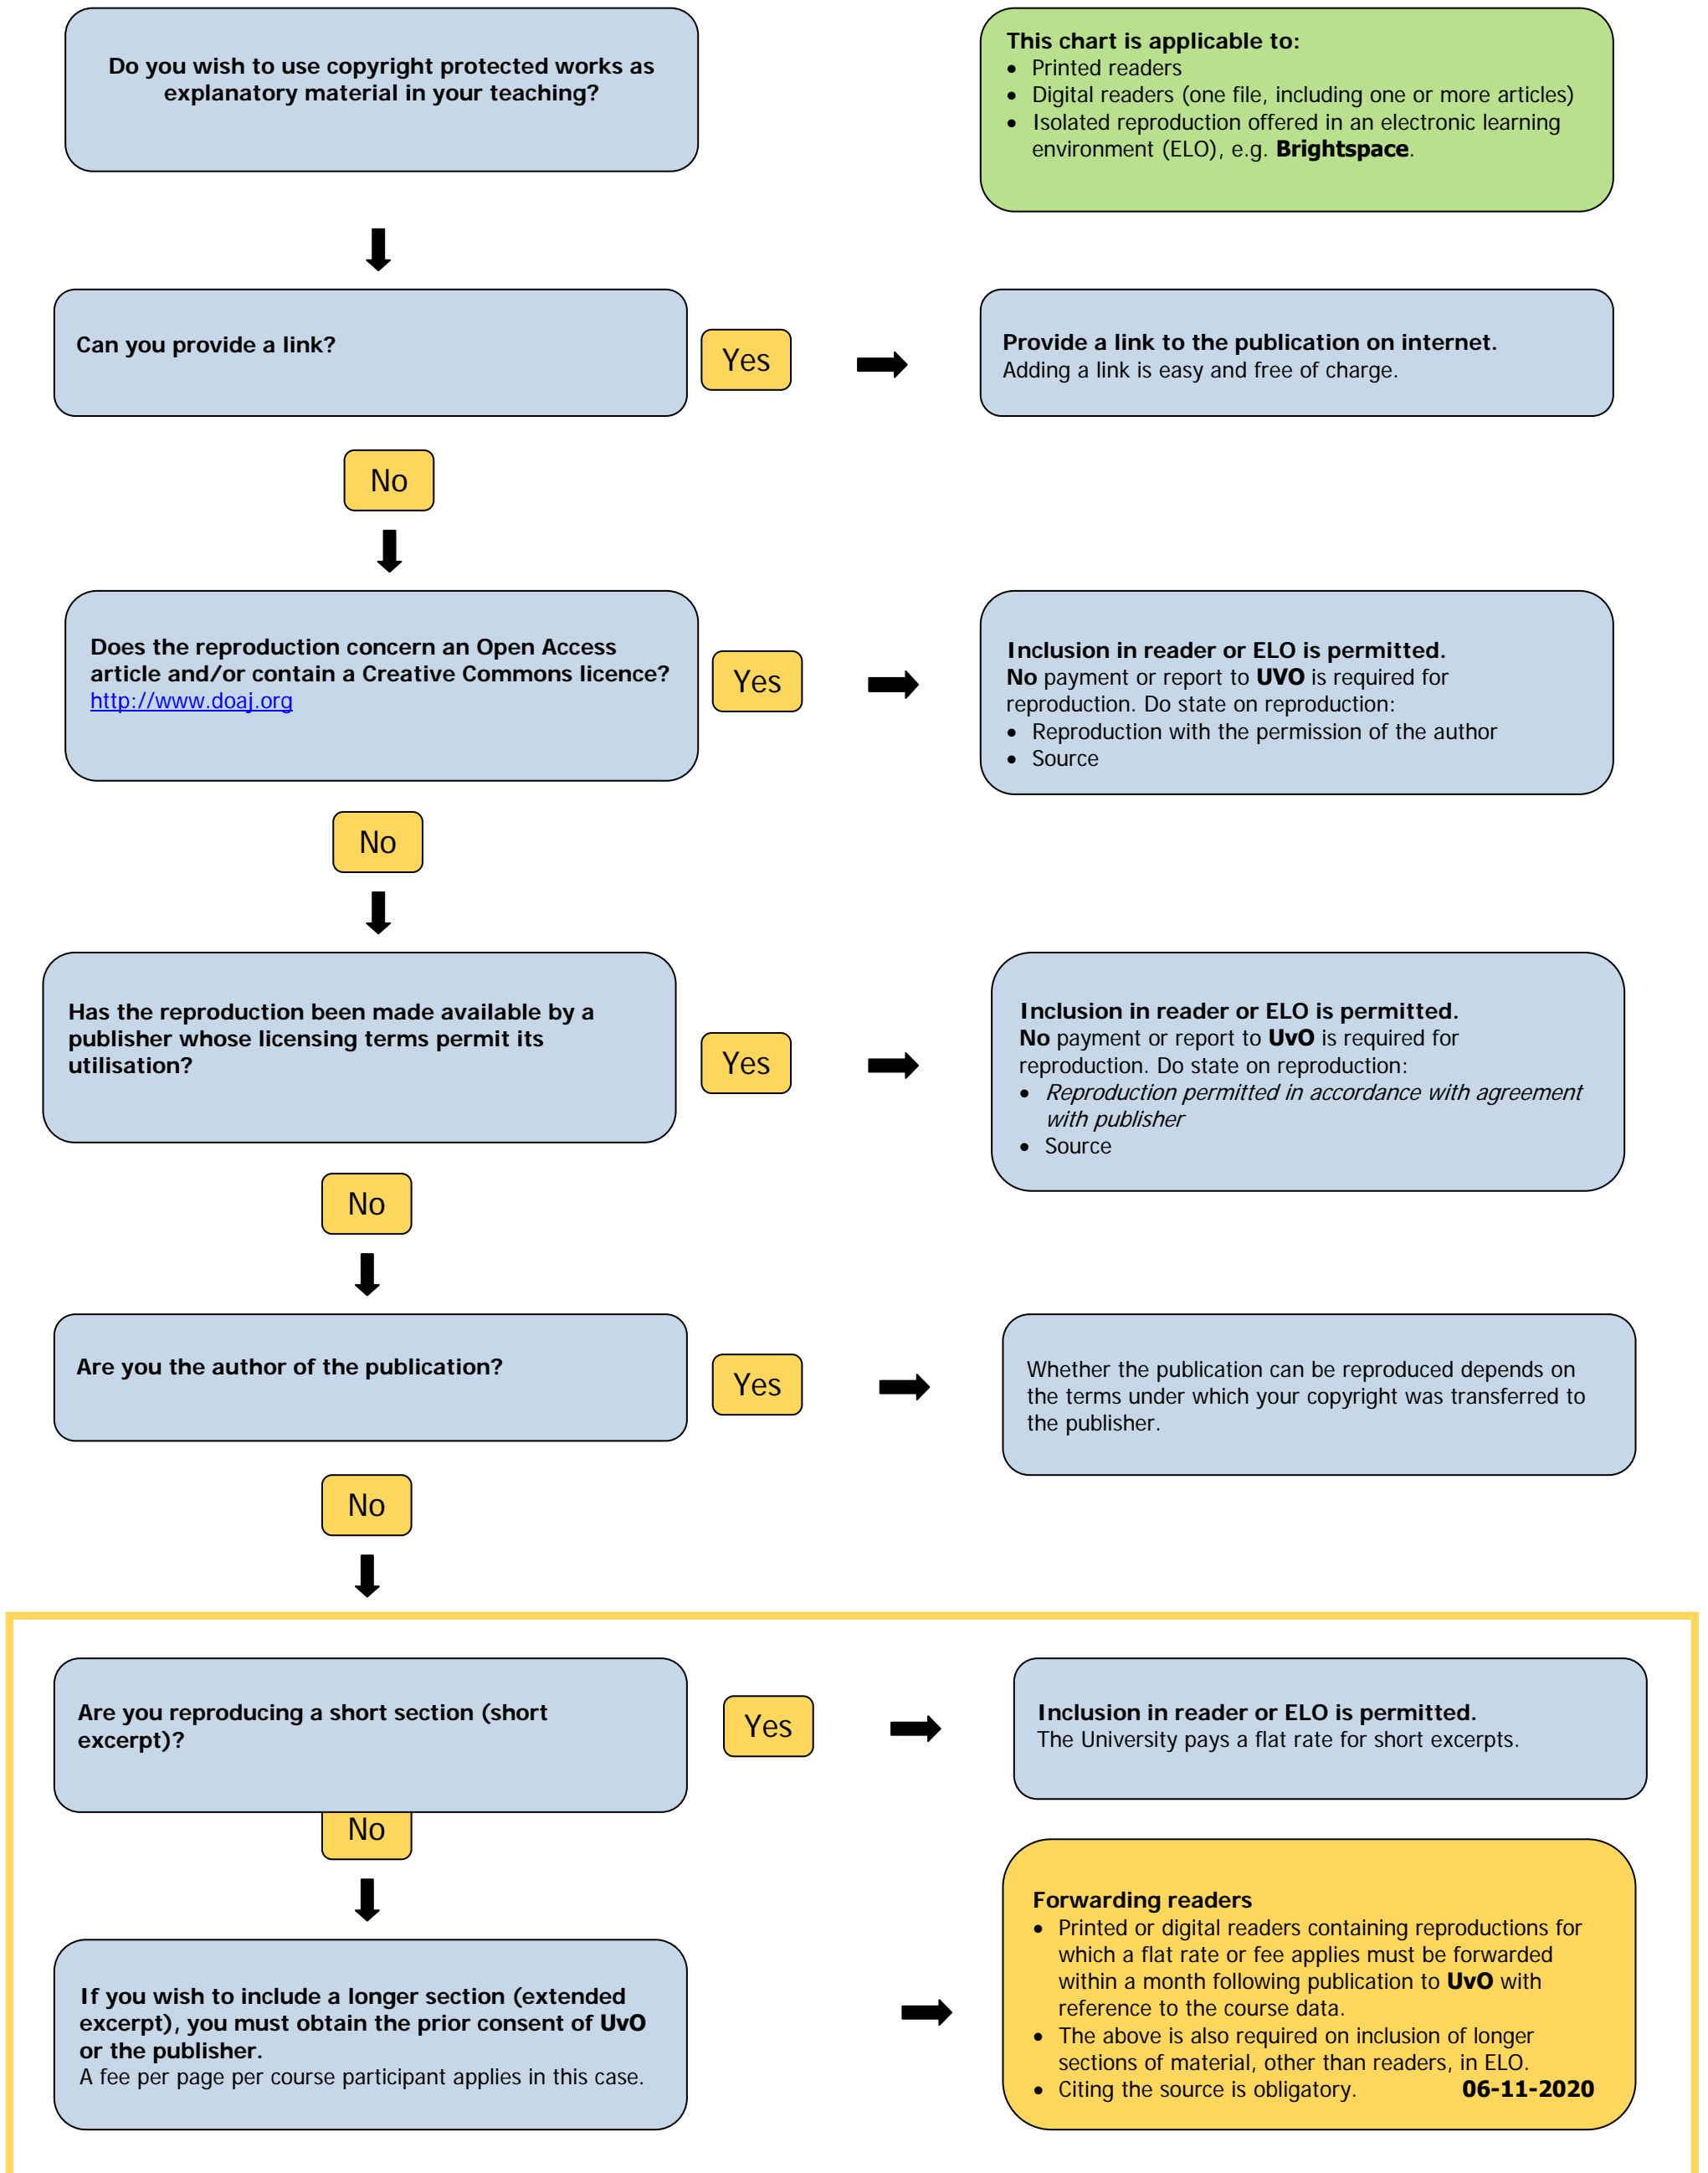 Do you wish to use copyright protected works as
explanatory material in your teaching?
This chart is applicable to:
• Printed readers
• Digital readers (one file, including one or more articles)
• Isolated reproduction offered in an electronic learning
environment (ELO), e.g. Brightspace.
Can you provide a link?
Yes
Provide a link to the publication on internet.
Adding a link is easy and free of charge.
No
Does the reproduction concern an Open Access
article and/or contain a Creative Commons licence?
http://www.doaj.org
Yes
Inclusion in reader or ELO is permitted.
No payment or report to UVO is required for
reproduction. Do state on reproduction:
• Reproduction with the permission of the author
• Source
No
Has the reproduction been made available by a
publisher whose licensing terms permit its
utilisation?
Yes
Inclusion in reader or ELO is permitted.
No payment or report to UvO is required for
reproduction. Do state on reproduction:
• Reproduction permitted in accordance with agreement
with publisher
• Source
No
Are you the author of the publication?
Yes
Whether the publication can be reproduced depends on
the terms under which your copyright was transferred to
the publisher.
No
Are you reproducing a short section (short
excerpt)?
Yes
Inclusion in reader or ELO is permitted.
The University pays a flat rate for short excerpts.
No
If you wish to include a longer section (extended
excerpt), you must obtain the prior consent of UvO
or the publisher.
A fee per page per course participant applies in this case.
Forwarding readers
• Printed or digital readers containing reproductions for
which a flat rate or fee applies must be forwarded
within a month following publication to UvO with
reference to the course data.
• The above is also required on inclusion of longer
sections of material, other than readers, in ELO.
• Citing the source is obligatory. 06-11-2020